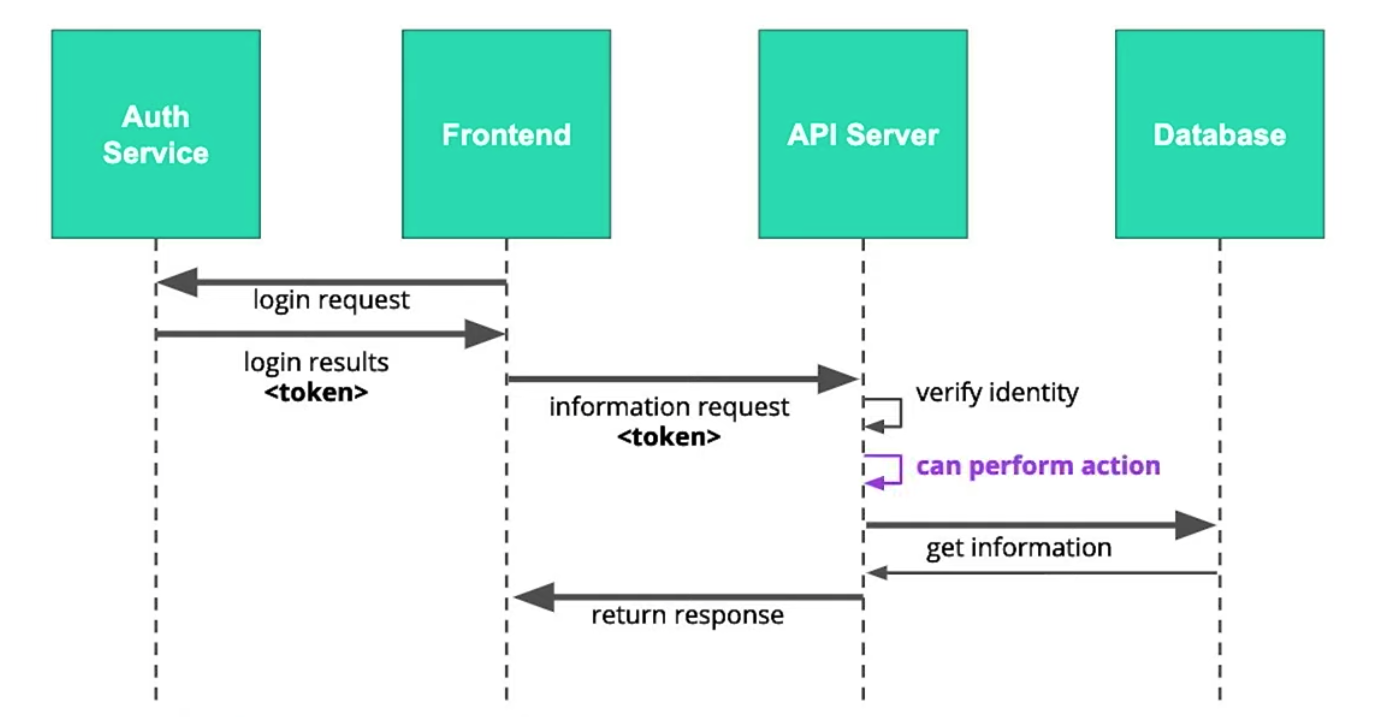 Auth
Service
Frontend
API Server
Database
login request
login results
<token>
information request
<token>
verify identity
can perform action
get information
return response